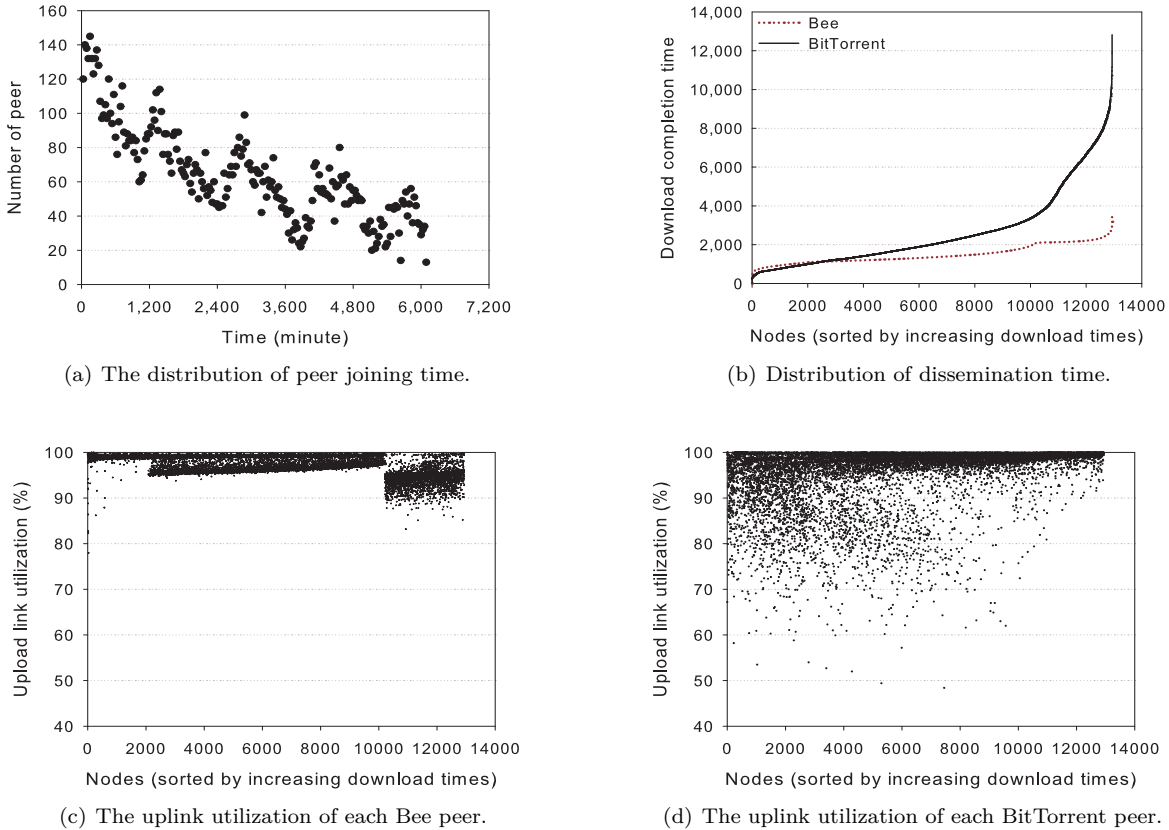 160
140
120
100
80
60
40
20
0
Number of peer
0 1,200 2,400 3,600 4,800 6,000 7,200
Time (minute)
(a) The distribution of peer joining time.
14,000
12,000
10,000
8,000
6,000
4,000
2,000
0
Download completion time
Bee
BitTorrent
0 2000 4000 6000 8000 10000 12000 14000
Nodes (sorted by increasing download times)
(b) Distribution of dissemination time.
100
90
80
70
60
50
40
Upload link utilization (%)
0 2000 4000 6000 8000 10000 12000 14000
Nodes (sorted by increasing download times)
(c) The uplink utilization of each Bee peer.
100
90
80
70
60
50
40
Upload link utilization (%)
0 2000 4000 6000 8000 10000 12000 14000
Nodes (sorted by increasing download times)
(d) The uplink utilization of each BitTorrent peer.